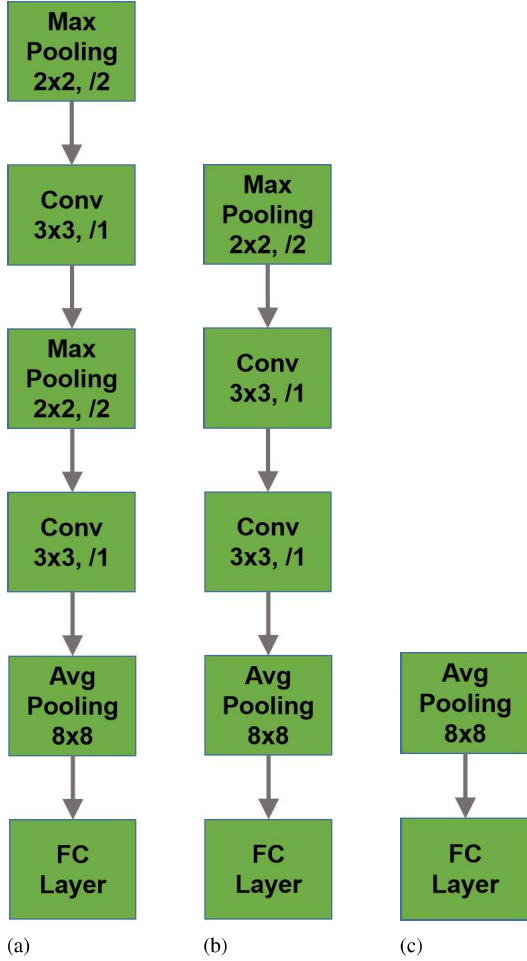 Max
Pooling
2x2, /2
Conv
3x3, /1
Max
Pooling
2x2, /2
Conv
3x3, /1
Avg
Pooling
8x8
FC
Layer
(a)
Max
Pooling
2x2, /2
Conv
3x3, /1
Conv
3x3, /1
Avg
Pooling
8x8
FC
Layer
(b)
Avg
Pooling
8x8
FC
Layer
(c)